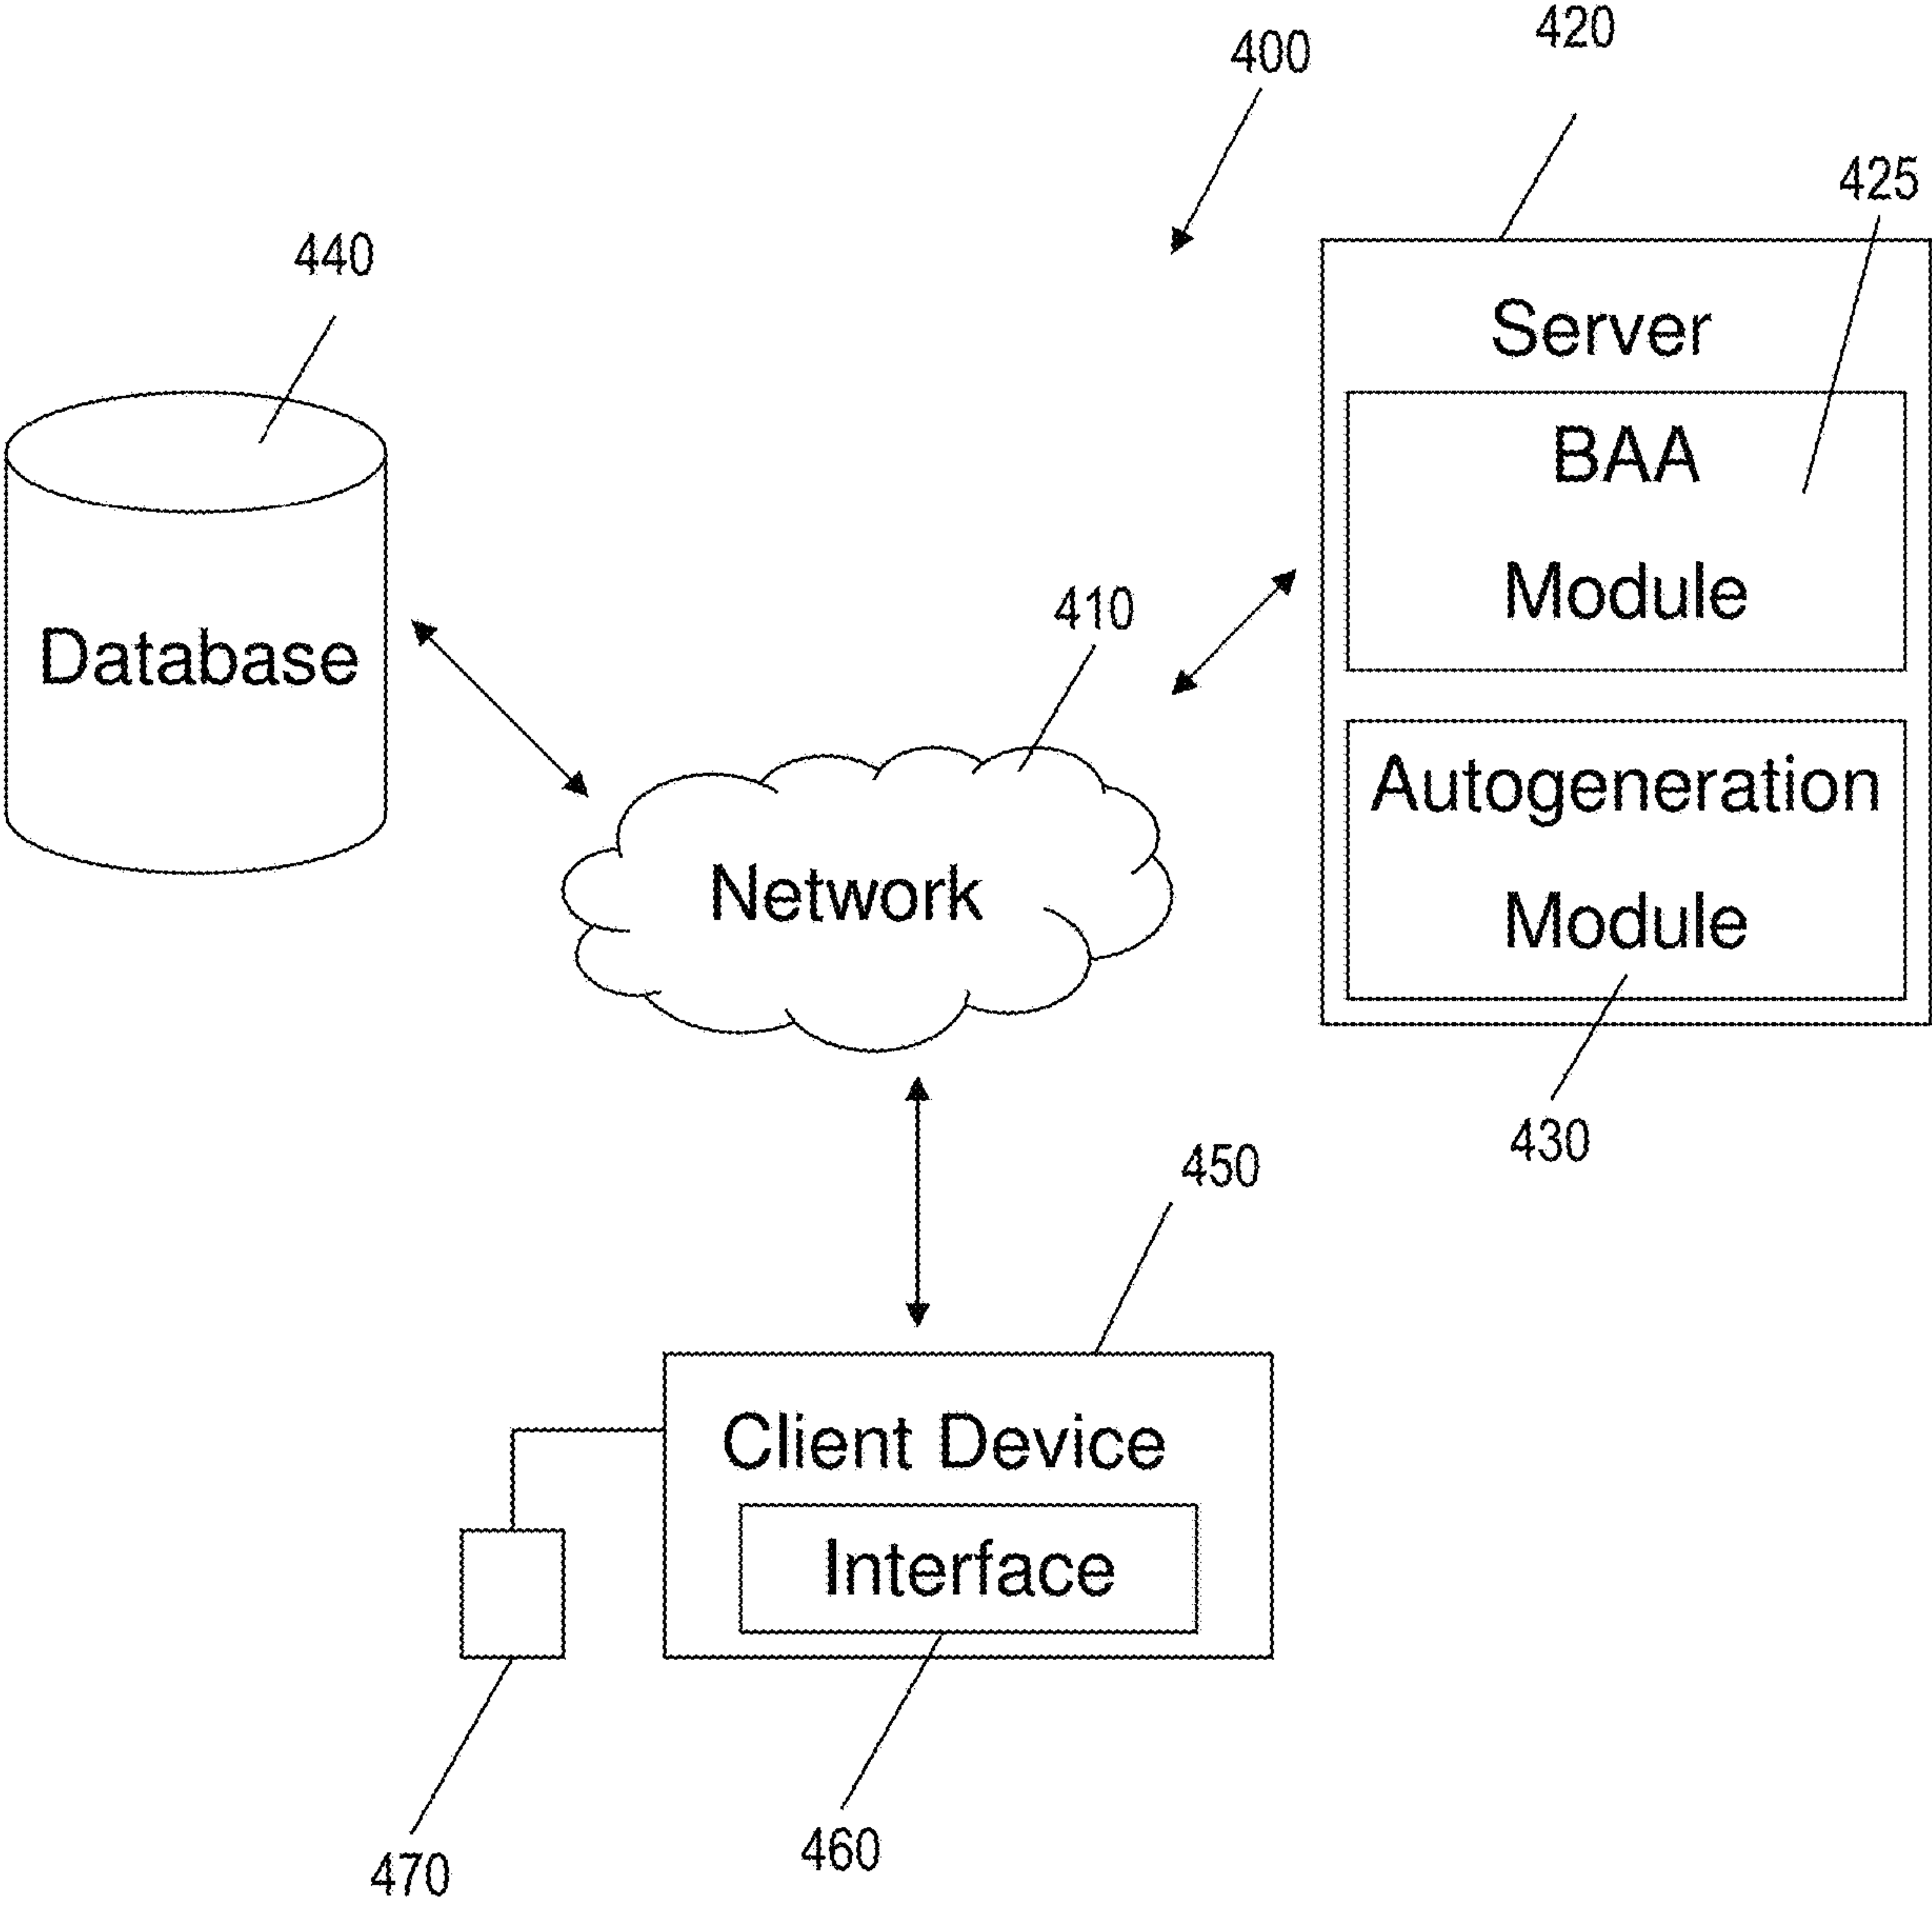 420
400
425
440
Server
BAA
Module
410
Database
Autogeneration
Module
Network
430
450
Client Device
Interface
460
470